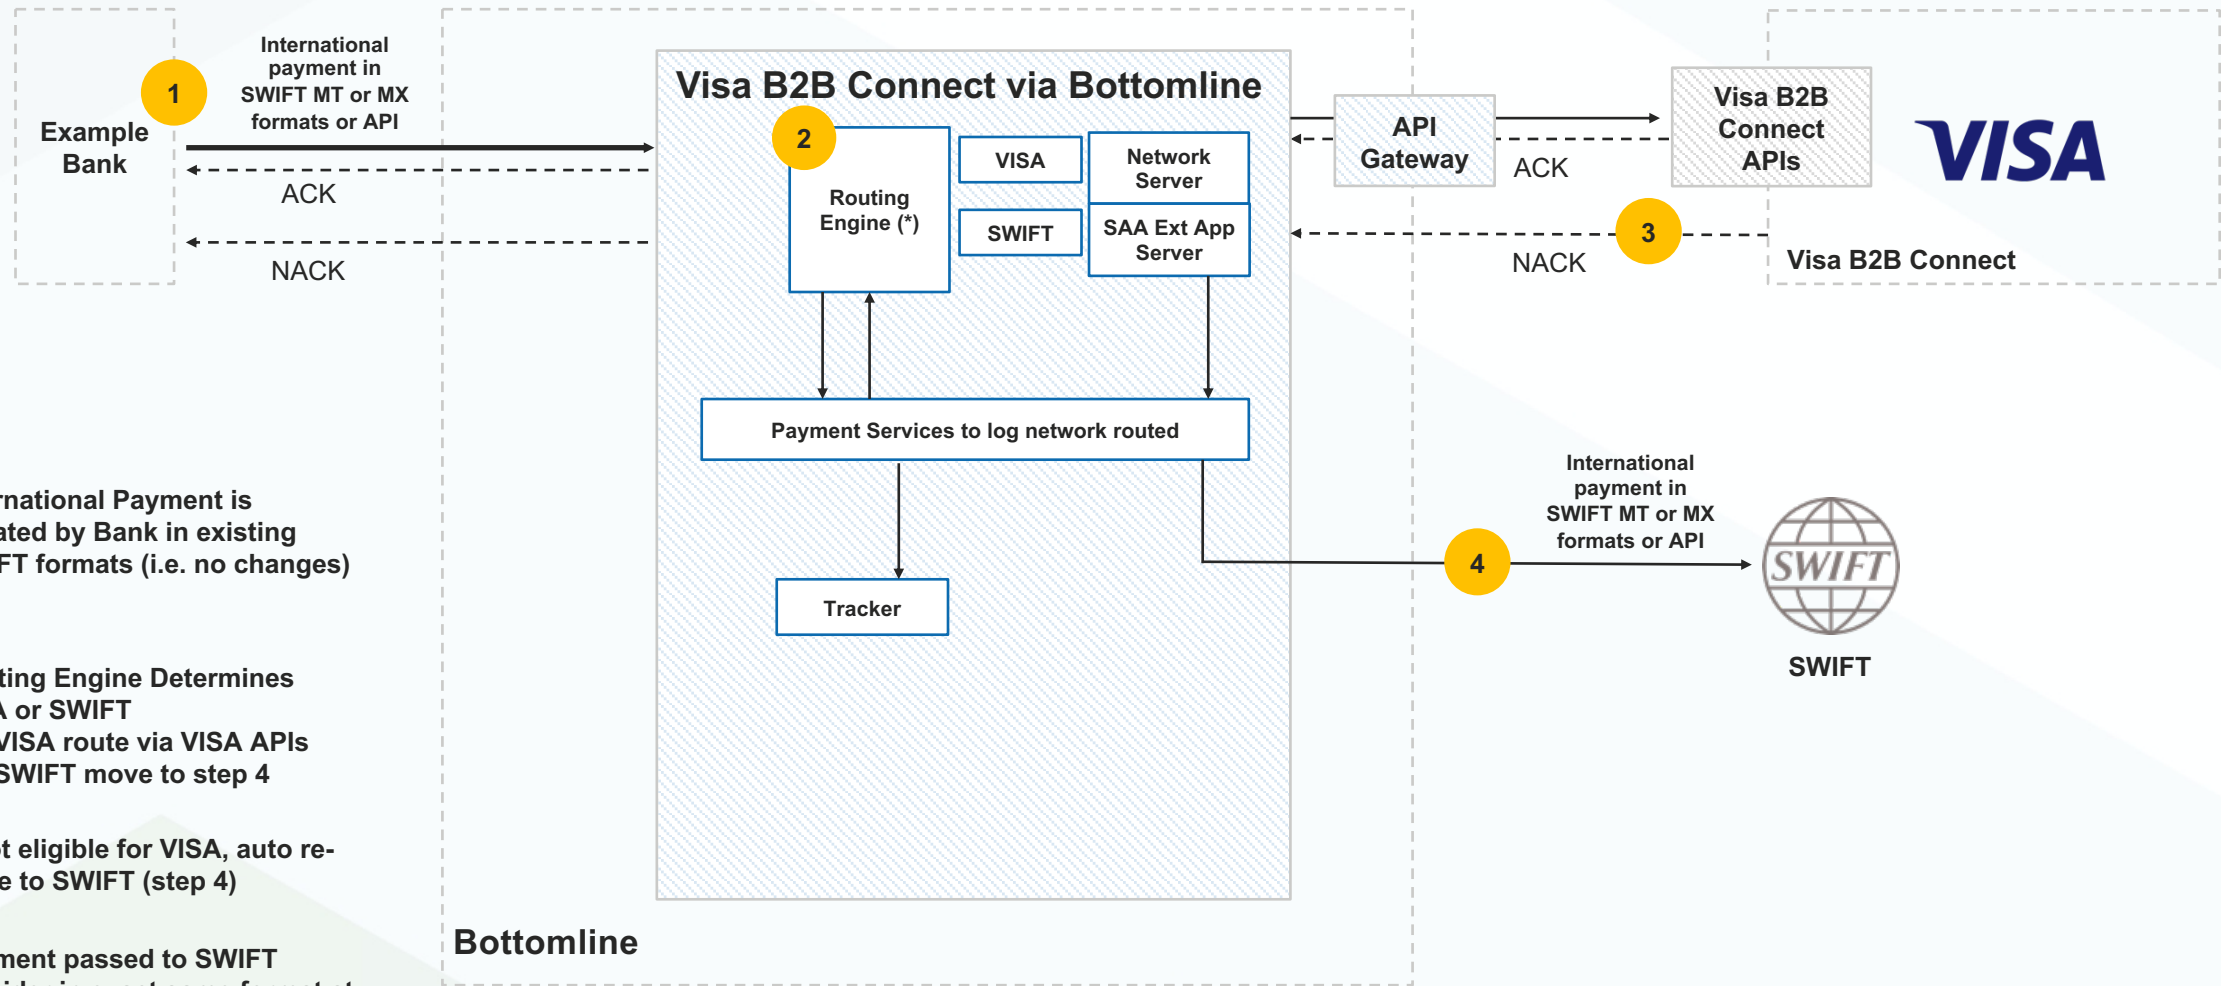 International
payment in
SWIFT MT or MX
formats or API
1
Example
Bank
ACK
NACK
Visa B2B Connect via Bottomline
2
Routing
Engine (*)
VISA
SWIFT
Network
Server
SAA Ext App
Server
API
Gateway
ACK
Visa B2B
Connect
APIs
VISA
3
NACK
Visa B2B Connect
Payment Services to log network routed
Tracker
International
payment in
SWIFT MT or MX
formats or API
4
SWIFT
SWIFT
rnational Payment is
ated by Bank in existing
FT formats (i.e. no changes)
ting Engine Determines
A or SWIFT
VISA route via VISA APIs
SWIFT move to step 4
t eligible for VISA, auto re-
e to SWIFT (step 4)
ment passed to SWIFT
Bottomline